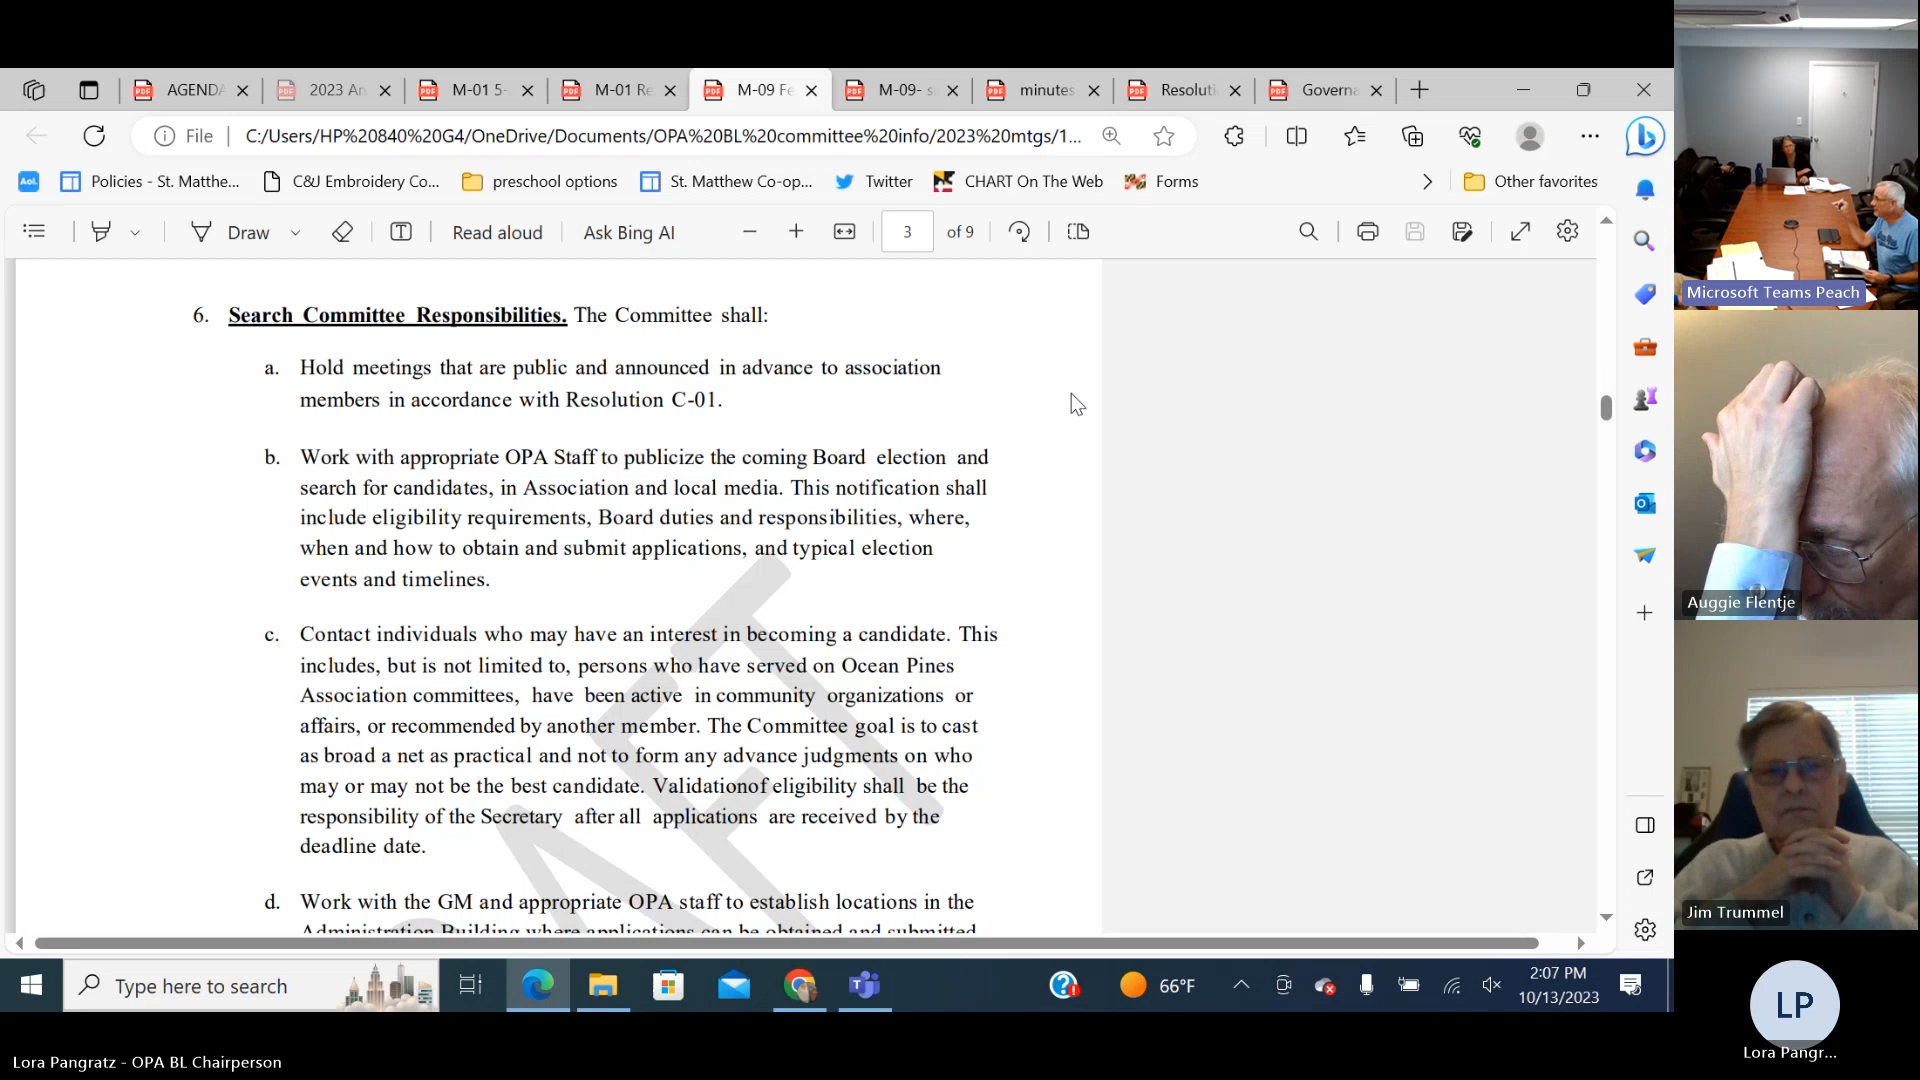 AGENDA
2023 An
M-01 5-
M-01 Re
M-09 Fe
M-09- s
minutes
Resoluti
Governa
File
C:/Users/HP%20840%20G4/OneDrive/Documents/OPA%20BL%20committee%20info/2023%20mtgs/1...
Aol.
Policies - St. Matthe...
C&J Embroidery Co...
preschool options
St. Matthew Co-op...
Twitter
CHART On The Web
Forms
Other favorites
Draw
Read aloud
Ask Bing AI
3
of 9
6. Search Committee Responsibilities. The Committee shall:
a. Hold meetings that are public and announced in advance to association
members in accordance with Resolution C-01.
b. Work with appropriate OPA Staff to publicize the coming Board election and
search for candidates, in Association and local media. This notification shall
include eligibility requirements, Board duties and responsibilities, where,
when and how to obtain and submit applications, and typical election
events and timelines.
c. Contact individuals who may have an interest in becoming a candidate. This
includes, but is not limited to, persons who have served on Ocean Pines
Association committees, have been active in community organizations or
affairs, or recommended by another member. The Committee goal is to cast
as broad a net as practical and not to form any advance judgments on who
may or may not be the best candidate. Validationof eligibility shall be the
responsibility of the Secretary after all applications are received by the
deadline date.
d. Work with the GM and appropriate OPA staff to establish locations in the
Administration Building where applications can be obtained and submitted
Type here to search
66°F
2:07 PM
10/13/2023
Microsoft Teams Peach
Auggie Flentje
Jim Trummel
LP
Lora Pangr...
Lora Pangratz - OPA BL Chairperson